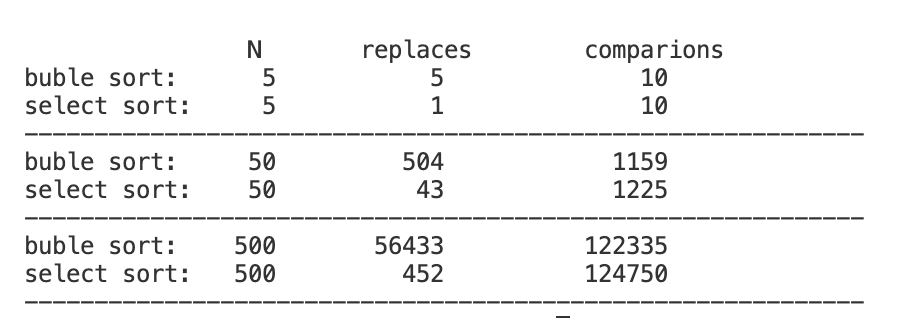 N replaces comparions
buble sort: 5 5 10
select sort: 5 1 10
------------------------------------------------------------
buble sort: 50 504 1159
select sort: 50 43 1225
------------------------------------------------------------
buble sort: 500 56433 122335
select sort: 500 452 124750
------------------------------------------------------------